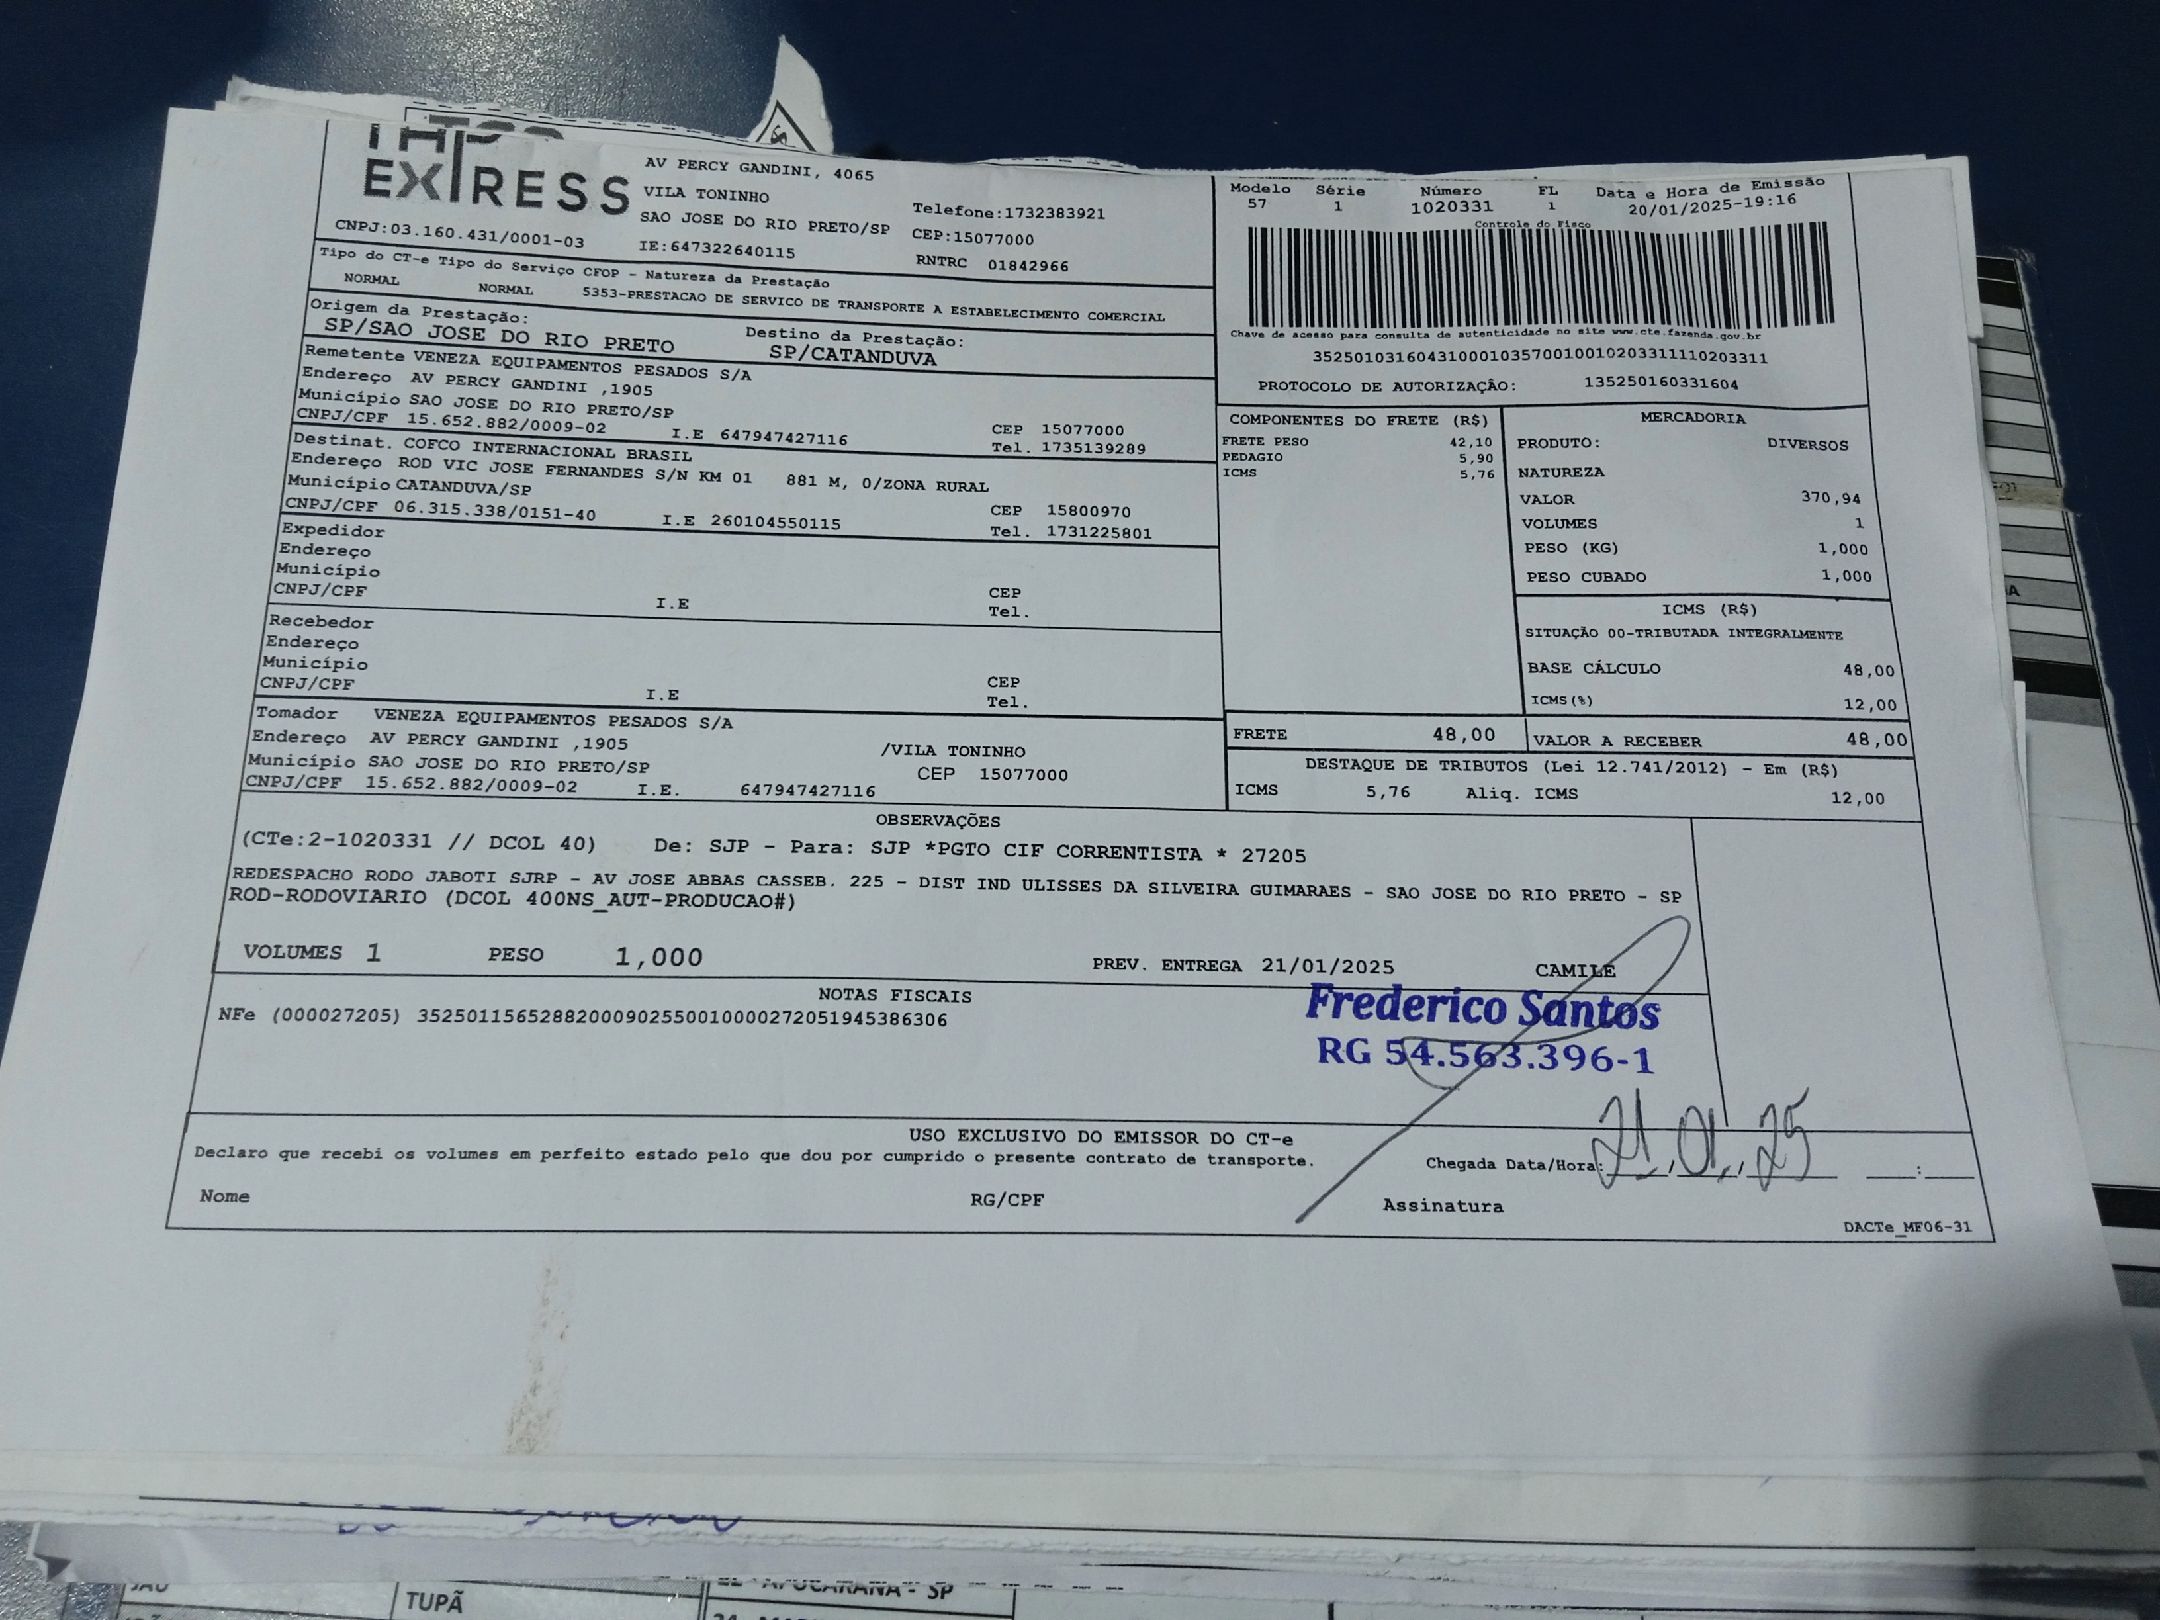 EXPRESS
AV PERCY GANDINI, 4065
VILA TONINHO
SAO JOSE DO RIO PRETO/SP
Telefone:1732383921
CEP:15077000
CNPJ:03.160.431/0001-03
IE:647322640115
RNTRC 01842966
Modelo Série Número FL Data e Hora de Emissão
57 1 1020331 1 20/01/2025-19:16
Controle do Fisco
Chave de acesso para consulta de autenticidade no site www.cte.fazenda.gov.br
35250103160431000103570010010203311110203311
PROTOCOLO DE AUTORIZAÇÃO: 135250160331604
Tipo do CT-e Tipo do Serviço CFOP - Natureza da Prestação
NORMAL NORMAL 5353-PRESTACAO DE SERVICO DE TRANSPORTE A ESTABELECIMENTO COMERCIAL
Origem da Prestação: Destino da Prestação:
SP/SAO JOSE DO RIO PRETO SP/CATANDUVA
Remetente VENEZA EQUIPAMENTOS PESADOS S/A
Endereço AV PERCY GANDINI ,1905
Município SAO JOSE DO RIO PRETO/SP CEP 15077000
CNPJ/CPF 15.652.882/0009-02 I.E 647947427116 Tel. 1735139289
Destinat. COFCO INTERNACIONAL BRASIL
Endereço ROD VIC JOSE FERNANDES S/N KM 01 881 M, 0/ZONA RURAL
Município CATANDUVA/SP CEP 15800970
CNPJ/CPF 06.315.338/0151-40 I.E 260104550115 Tel. 1731225801
Expedidor
Endereço
Município CEP
CNPJ/CPF I.E Tel.
Recebedor
Endereço
Município CEP
CNPJ/CPF I.E Tel.
Tomador VENEZA EQUIPAMENTOS PESADOS S/A
Endereço AV PERCY GANDINI ,1905 /VILA TONINHO
Município SAO JOSE DO RIO PRETO/SP CEP 15077000
CNPJ/CPF 15.652.882/0009-02 I.E. 647947427116
COMPONENTES DO FRETE (R$)
FRETE PESO 42,10
PEDAGIO 5,90
ICMS 5,76
MERCADORIA
PRODUTO: DIVERSOS
NATUREZA
VALOR 370,94
VOLUMES 1
PESO (KG) 1,000
PESO CUBADO 1,000
ICMS (R$)
SITUAÇÃO 00-TRIBUTADA INTEGRALMENTE
BASE CÁLCULO 48,00
ICMS(%) 12,00
FRETE 48,00 VALOR A RECEBER 48,00
DESTAQUE DE TRIBUTOS (Lei 12.741/2012) - Em (R$)
ICMS 5,76 Aliq. ICMS 12,00
OBSERVAÇÕES
(CTe:2-1020331 // DCOL 40) De: SJP - Para: SJP *PGTO CIF CORRENTISTA * 27205
REDESPACHO RODO JABOTI SJRP - AV JOSE ABBAS CASSEB. 225 - DIST IND ULISSES DA SILVEIRA GUIMARAES - SAO JOSE DO RIO PRETO - SP
ROD-RODOVIARIO (DCOL 400NS_AUT-PRODUCAO#)
VOLUMES 1 PESO 1,000 PREV. ENTREGA 21/01/2025 CAMILE
NOTAS FISCAIS
NFe (000027205) 35250115652882000902550010000272051945386306
Frederico Santos
RG 54.563.396-1
USO EXCLUSIVO DO EMISSOR DO CT-e
Declaro que recebi os volumes em perfeito estado pelo que dou por cumprido o presente contrato de transporte.
Chegada Data/Hora: 21/01/25 :
Nome RG/CPF Assinatura
DACTe_MF06-31
TUPÃ